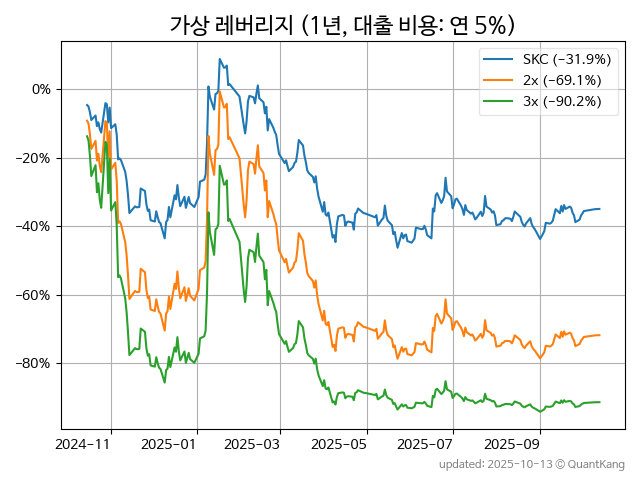 가상 레버리지 (1년, 대출 비용: 연 5%)
SKC (−31.9%)
2x (−69.1%)
3x (−90.2%)
0%
−20%
−40%
−60%
−80%
2024-11 2025-01 2025-03 2025-05 2025-07 2025-09
updated: 2025-10-13 © QuantKang